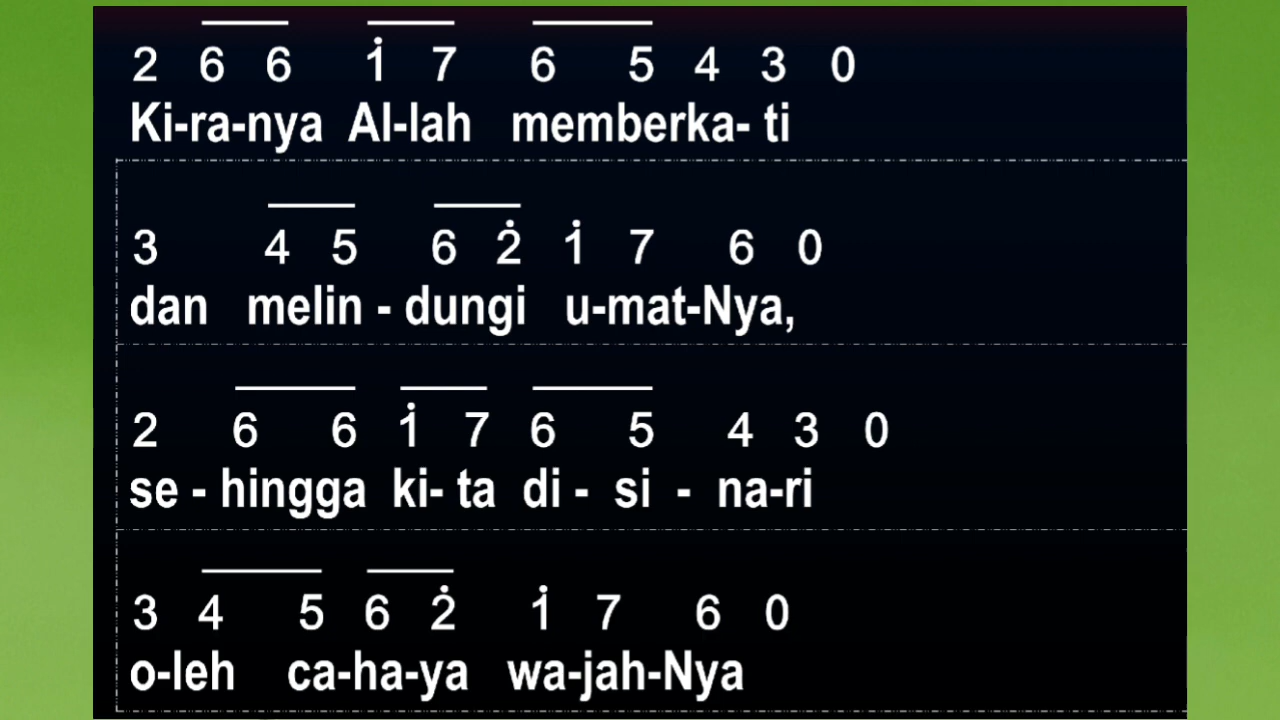 2 6 6 1̇ 7 6 5 4 3 0
Ki-ra-nya Al-lah memberka- ti
3 4 5 6 2̇ 1̇ 7 6 0
dan melin - dungi u-mat-Nya,
2 6 6 1̇ 7 6 5 4 3 0
se - hingga ki- ta di - si - na-ri
3 4 5 6 2̇ 1̇ 7 6 0
o-leh ca-ha-ya wa-jah-Nya